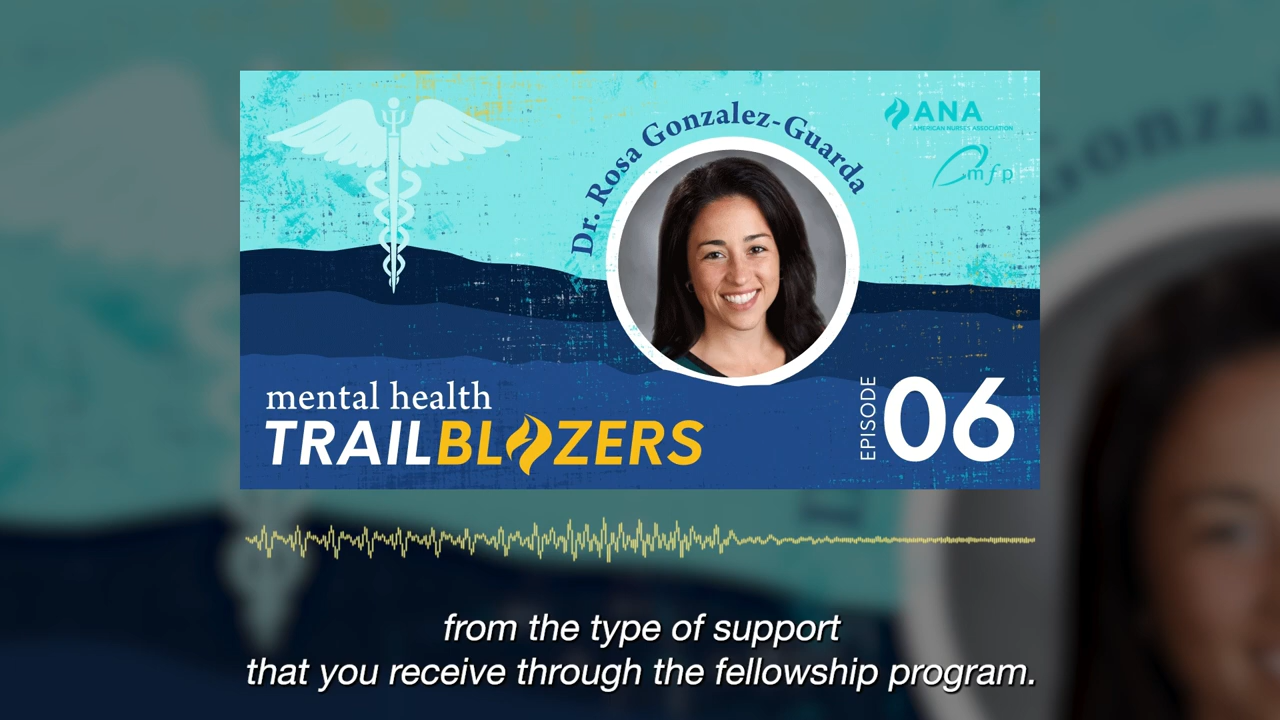 Dr. Rosa Gonzalez-Guarda
ANA
AMERICAN NURSES ASSOCIATION
mfp
mental health
TRAILBLAZERS
EPISODE 06
from the type of support
that you receive through the fellowship program.